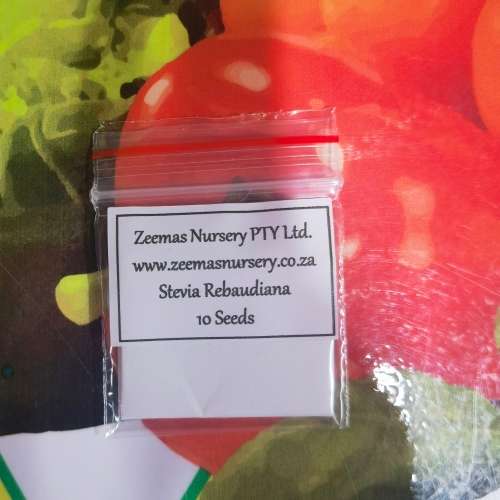 Zeemas Nursery PTY Ltd.
www.zeemasnursery.co.za
Stevia Rebaudiana
10 Seeds